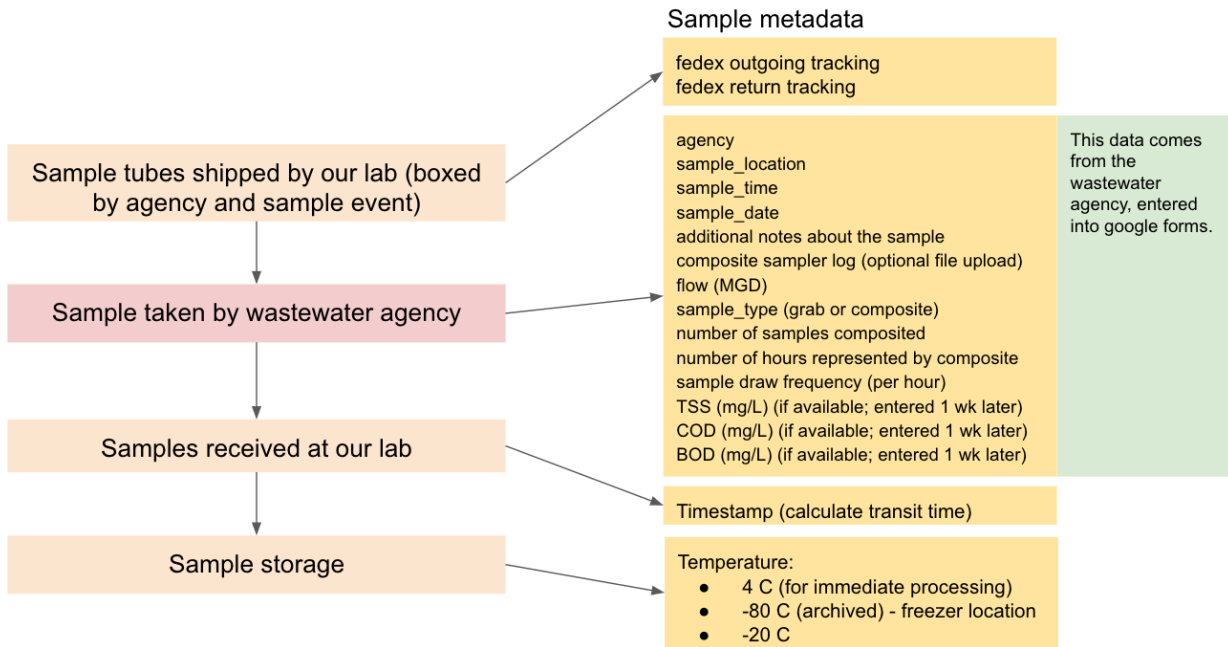 Sample metadata
fedex outgoing tracking
fedex return tracking
Sample tubes shipped by our lab (boxed
by agency and sample event)
agency
sample_location
sample_time
sample_date
additional notes about the sample
composite sampler log (optional file upload)
flow (MGD)
sample_type (grab or composite)
number of samples composited
number of hours represented by composite
sample draw frequency (per hour)
TSS (mg/L) (if available; entered 1 wk later)
COD (mg/L) (if available; entered 1 wk later)
BOD (mg/L) (if available; entered 1 wk later)
This data comes
from the
wastewater
agency, entered
into google forms.
Sample taken by wastewater agency
Samples received at our lab
Timestamp (calculate transit time)
Sample storage
Temperature:
● 4 C (for immediate processing)
● -80 C (archived) - freezer location
● -20 C